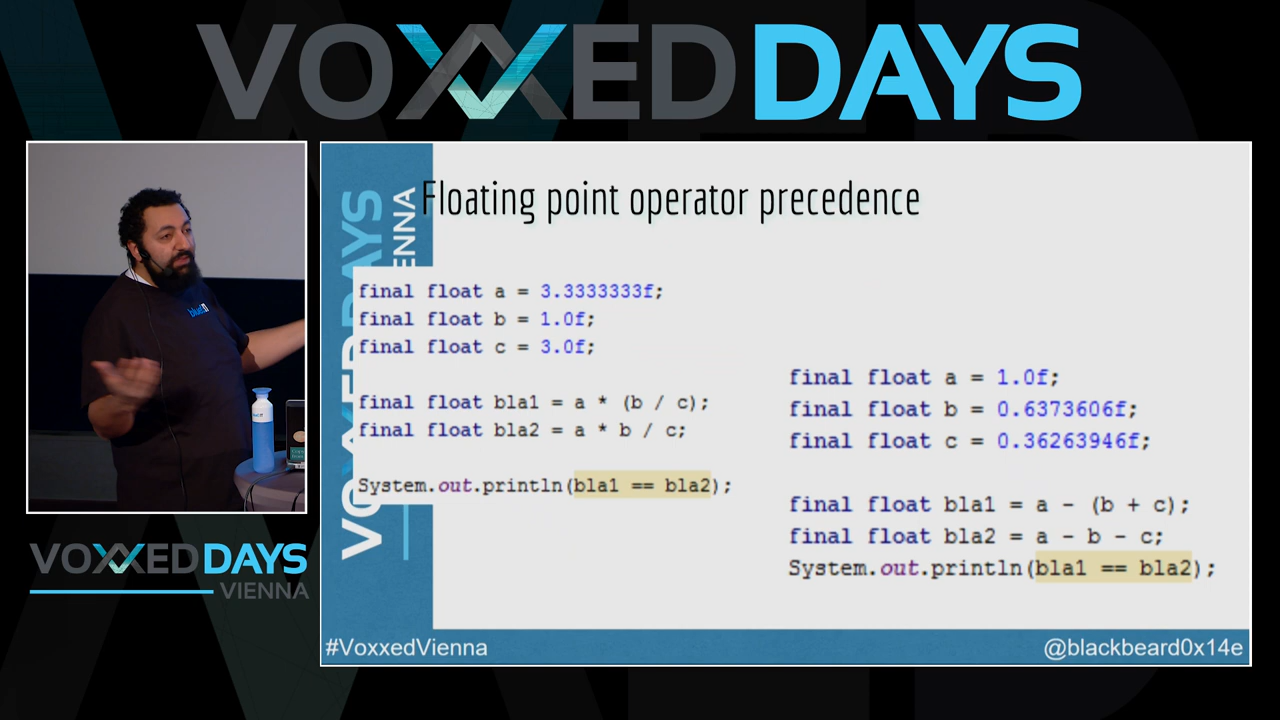 VOXXED DAYS
VOXXED DAYS
VIENNA
Floating point operator precedence
final float a = 3.3333333f;
final float b = 1.0f;
final float c = 3.0f;
final float bla1 = a * (b / c);
final float bla2 = a * b / c;
System.out.println(bla1 == bla2);
final float a = 1.0f;
final float b = 0.6373606f;
final float c = 0.36263946f;
final float bla1 = a - (b + c);
final float bla2 = a - b - c;
System.out.println(bla1 == bla2);
#VoxxedVienna
@blackbeard0x14e